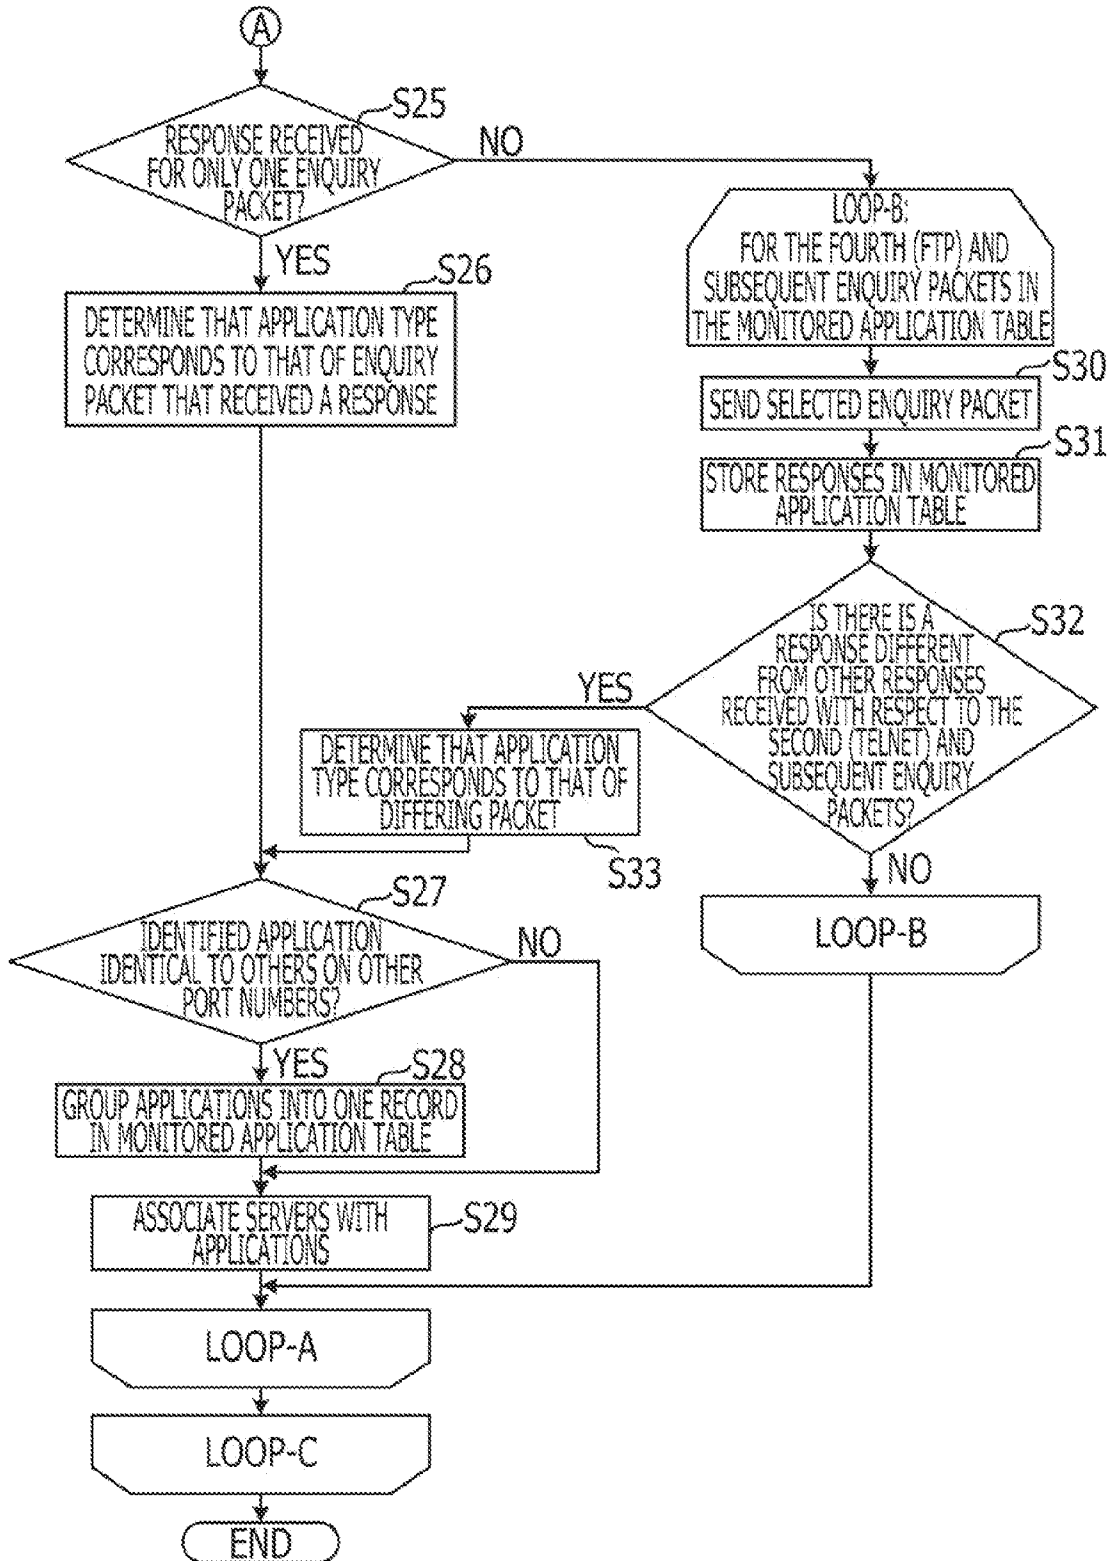 A
S25
RESPONSE RECEIVED
FOR ONLY ONE ENQUIRY
PACKET?
NO
YES
S26
DETERMINE THAT APPLICATION TYPE
CORRESPONDS TO THAT OF ENQUIRY
PACKET THAT RECEIVED A RESPONSE
LOOP-B:
FOR THE FOURTH (FTP) AND
SUBSEQUENT ENQUIRY PACKETS IN
THE MONITORED APPLICATION TABLE
S30
SEND SELECTED ENQUIRY PACKET
S31
STORE RESPONSES IN MONITORED
APPLICATION TABLE
S32
IS THERE IS A
RESPONSE DIFFERENT
FROM OTHER RESPONSES
RECEIVED WITH RESPECT TO THE
SECOND (TELNET) AND
SUBSEQUENT ENQUIRY
PACKETS?
YES
DETERMINE THAT APPLICATION
TYPE CORRESPONDS TO THAT OF
DIFFERING PACKET
S33
NO
LOOP-B
S27
IDENTIFIED APPLICATION
IDENTICAL TO OTHERS ON OTHER
PORT NUMBERS?
NO
YES
S28
GROUP APPLICATIONS INTO ONE RECORD
IN MONITORED APPLICATION TABLE
ASSOCIATE SERVERS WITH
APPLICATIONS
S29
LOOP-A
LOOP-C
END